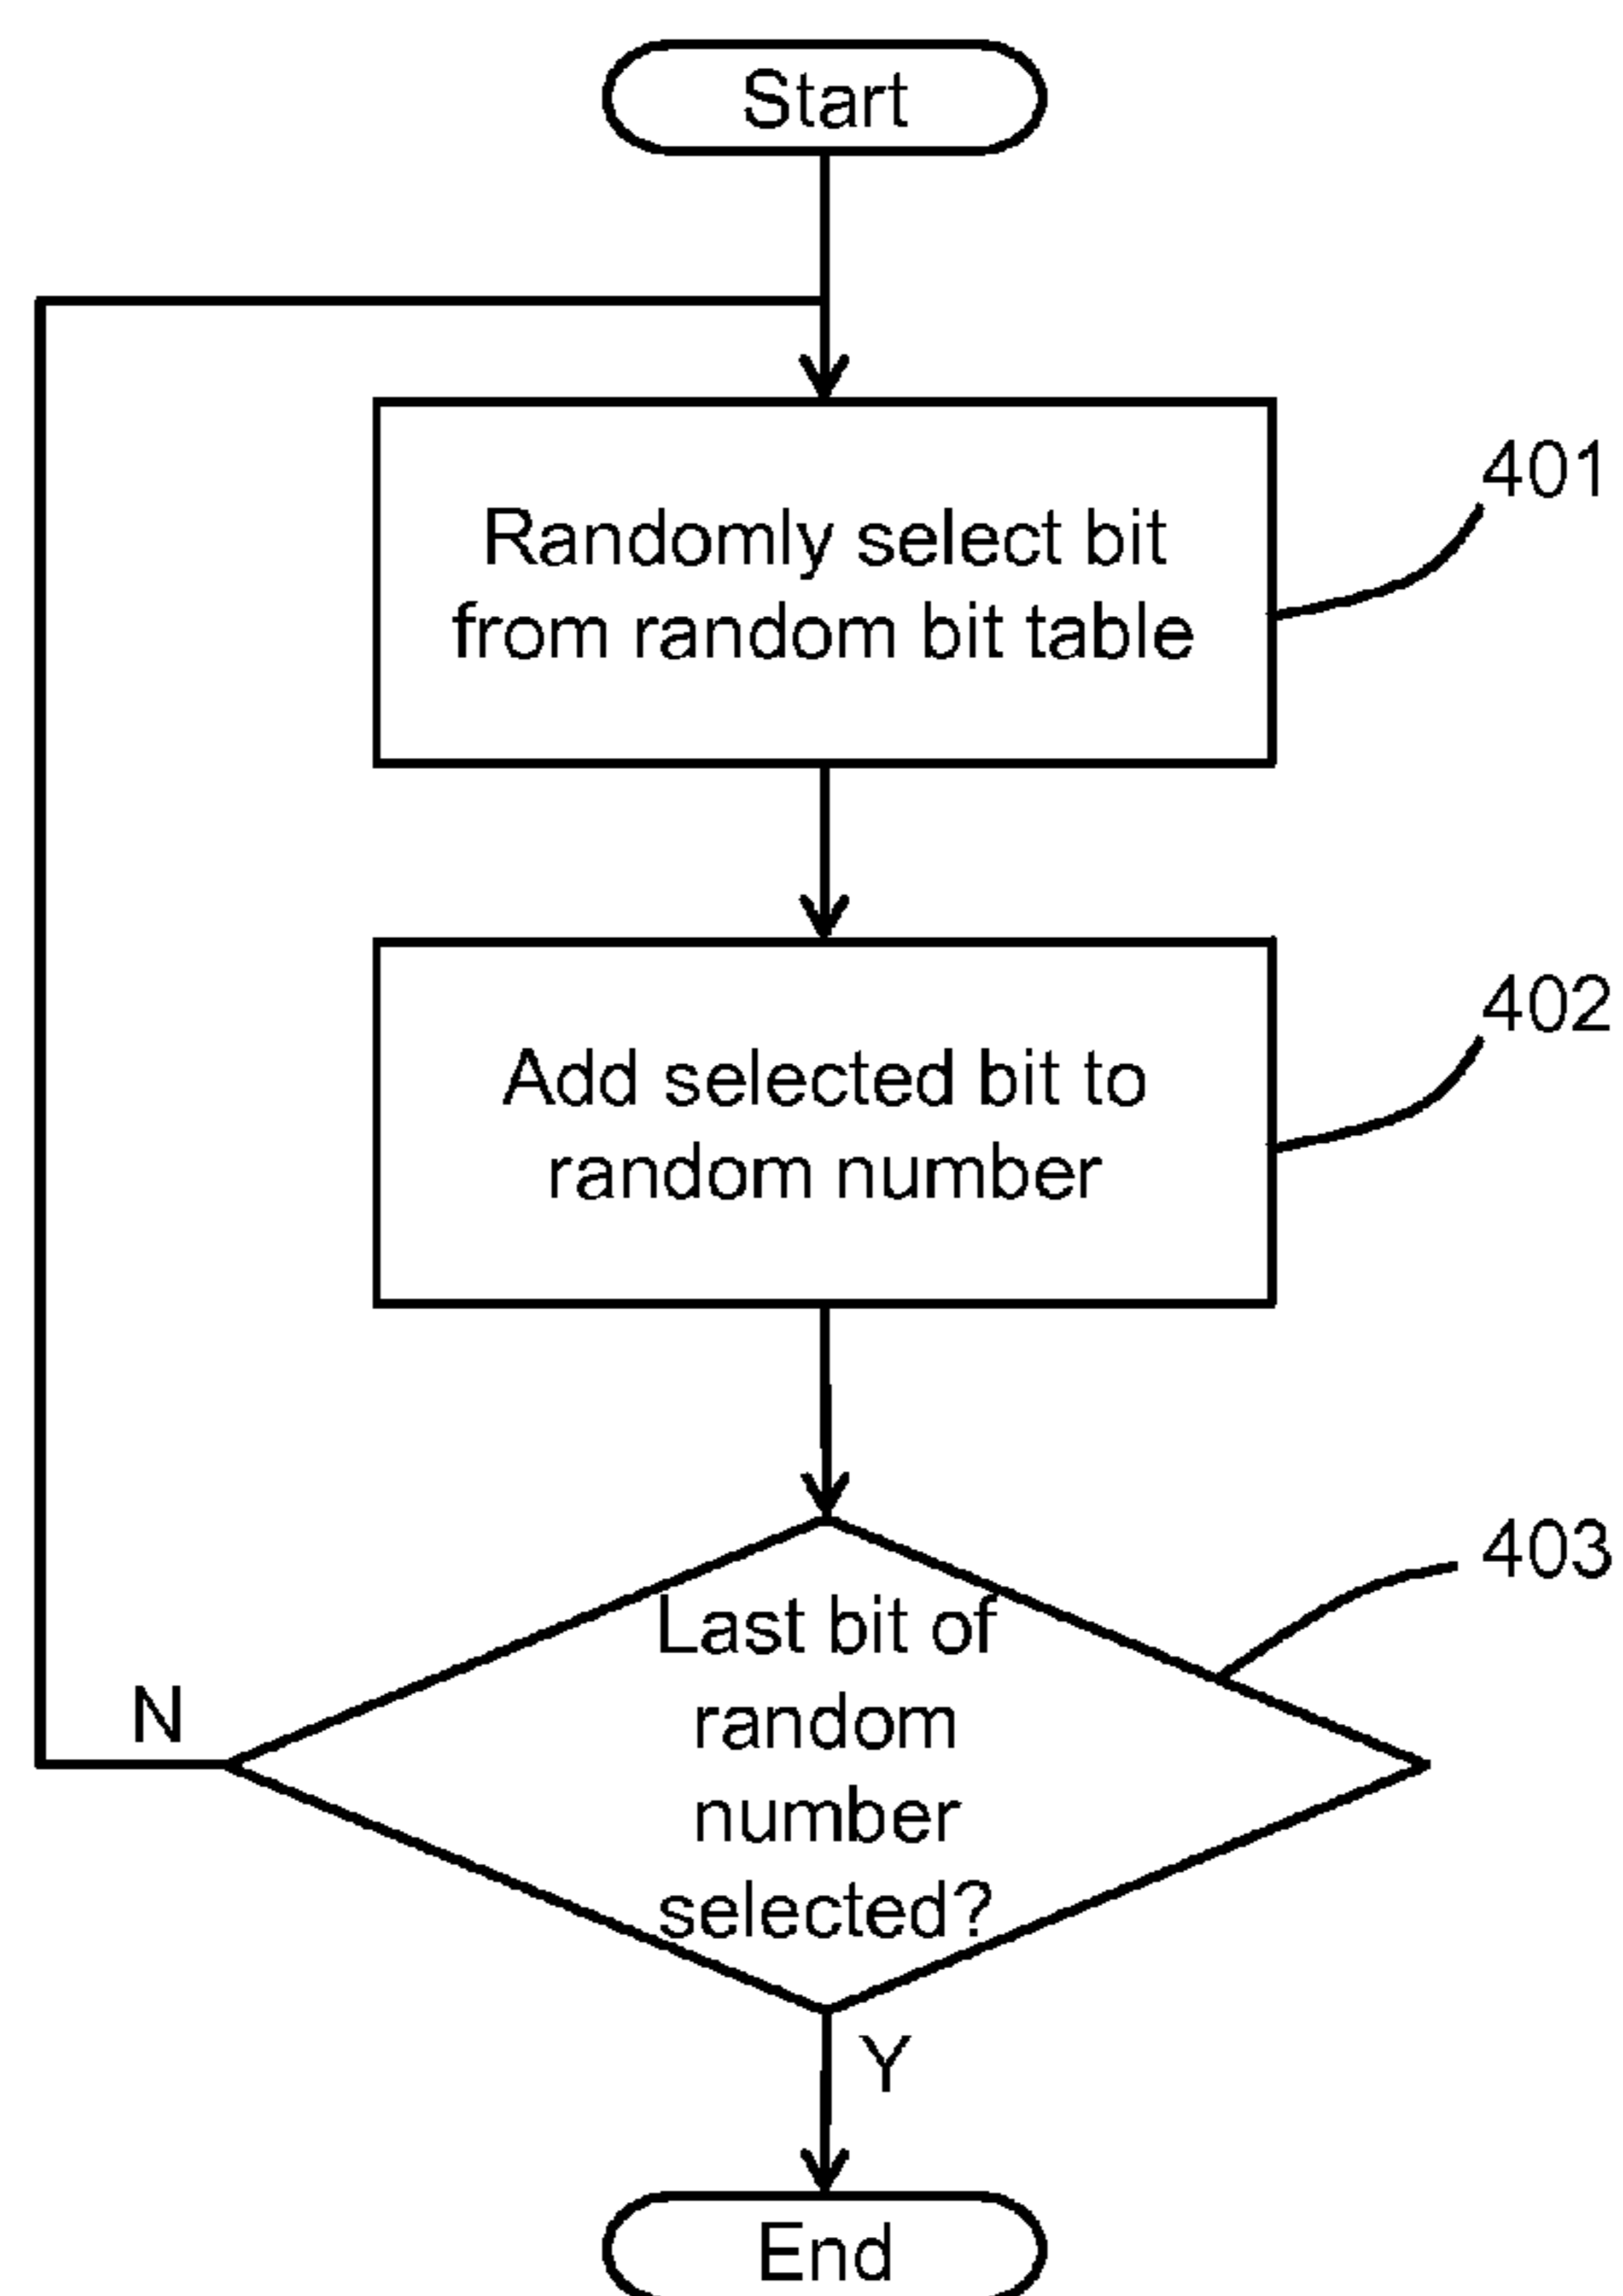 Start
Randomly select bit
from random bit table
401
Add selected bit to
random number
402
Last bit of
random
number
selected?
403
N
Y
End